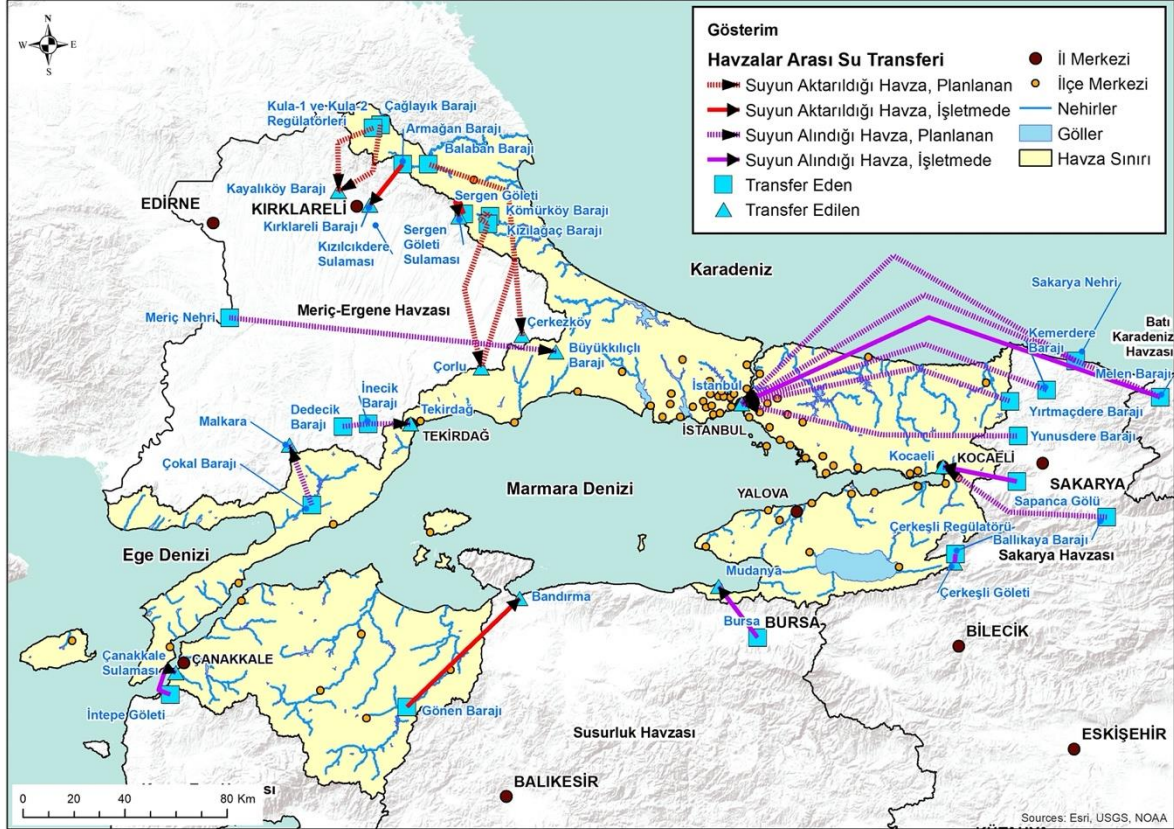 N
W
E
S
Gösterim
Havzalar Arası Su Transferi
Suyun Aktarıldığı Havza, Planlanan
Suyun Aktarıldığı Havza, İşletmede
Suyun Alındığı Havza, Planlanan
Suyun Alındığı Havza, İşletmede
Transfer Eden
Transfer Edilen
İl Merkezi
İlçe Merkezi
Nehirler
Göller
Havza Sınırı
Kula-1 ve Kula-2
Regülatörleri
Çağlayık Barajı
Armağan Barajı
Balaban Barajı
Kayalıköy Barajı
EDİRNE
KIRKLARELİ
Kırklareli Barajı
Kızılcıkdere
Sulaması
Sergen Göleti
Sergen
Göleti
Sulaması
Kömürköy Barajı
Kızılağaç Barajı
Karadeniz
Meriç-Ergene Havzası
Meriç Nehri
Çerkezköy
Büyükkılıçlı
Barajı
Çorlu
Sakarya Nehri
Kemerdere
Barajı
Batı
Karadeniz
Havzası
Melen Barajı
İstanbul
İSTANBUL
Yırtmaçdere Barajı
Yunusdere Barajı
İnecik
Barajı
Dedecik
Barajı
Tekirdağ
TEKİRDAĞ
Malkara
Çokal Barajı
Kocaeli
KOCAELİ
SAKARYA
Sapanca Gölü
Marmara Denizi
YALOVA
Çerkeşli Regülatörü
Ballıkaya Barajı
Sakarya Havzası
Ege Denizi
Mudanya
Çerkeşli Göleti
Bandırma
Bursa
BURSA
BİLECİK
Çanakkale
Sulaması
ÇANAKKALE
İntepe Göleti
Gönen Barajı
Susurluk Havzası
ESKİŞEHİR
BALIKESİR
sı
0 20 40 60 80 Km
Sources: Esri, USGS, NOAA